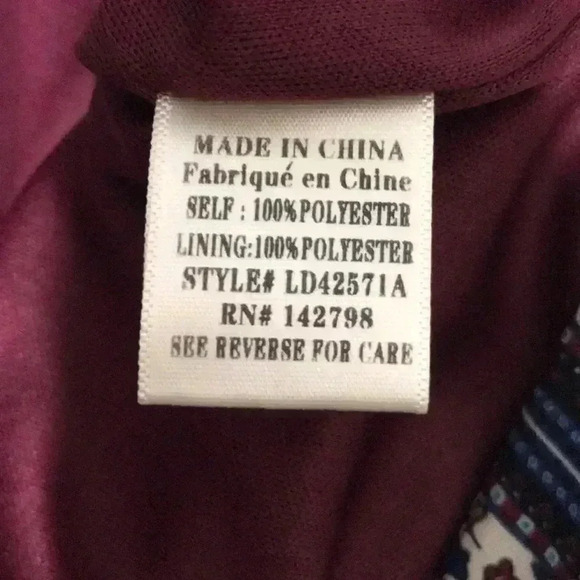 MADE IN CHINA
Fabriqué en Chine
SELF : 100%POLYESTER
LINING:100%POLYESTER
STYLE# LD42571A
RN# 142798
SEE REVERSE FOR CARE